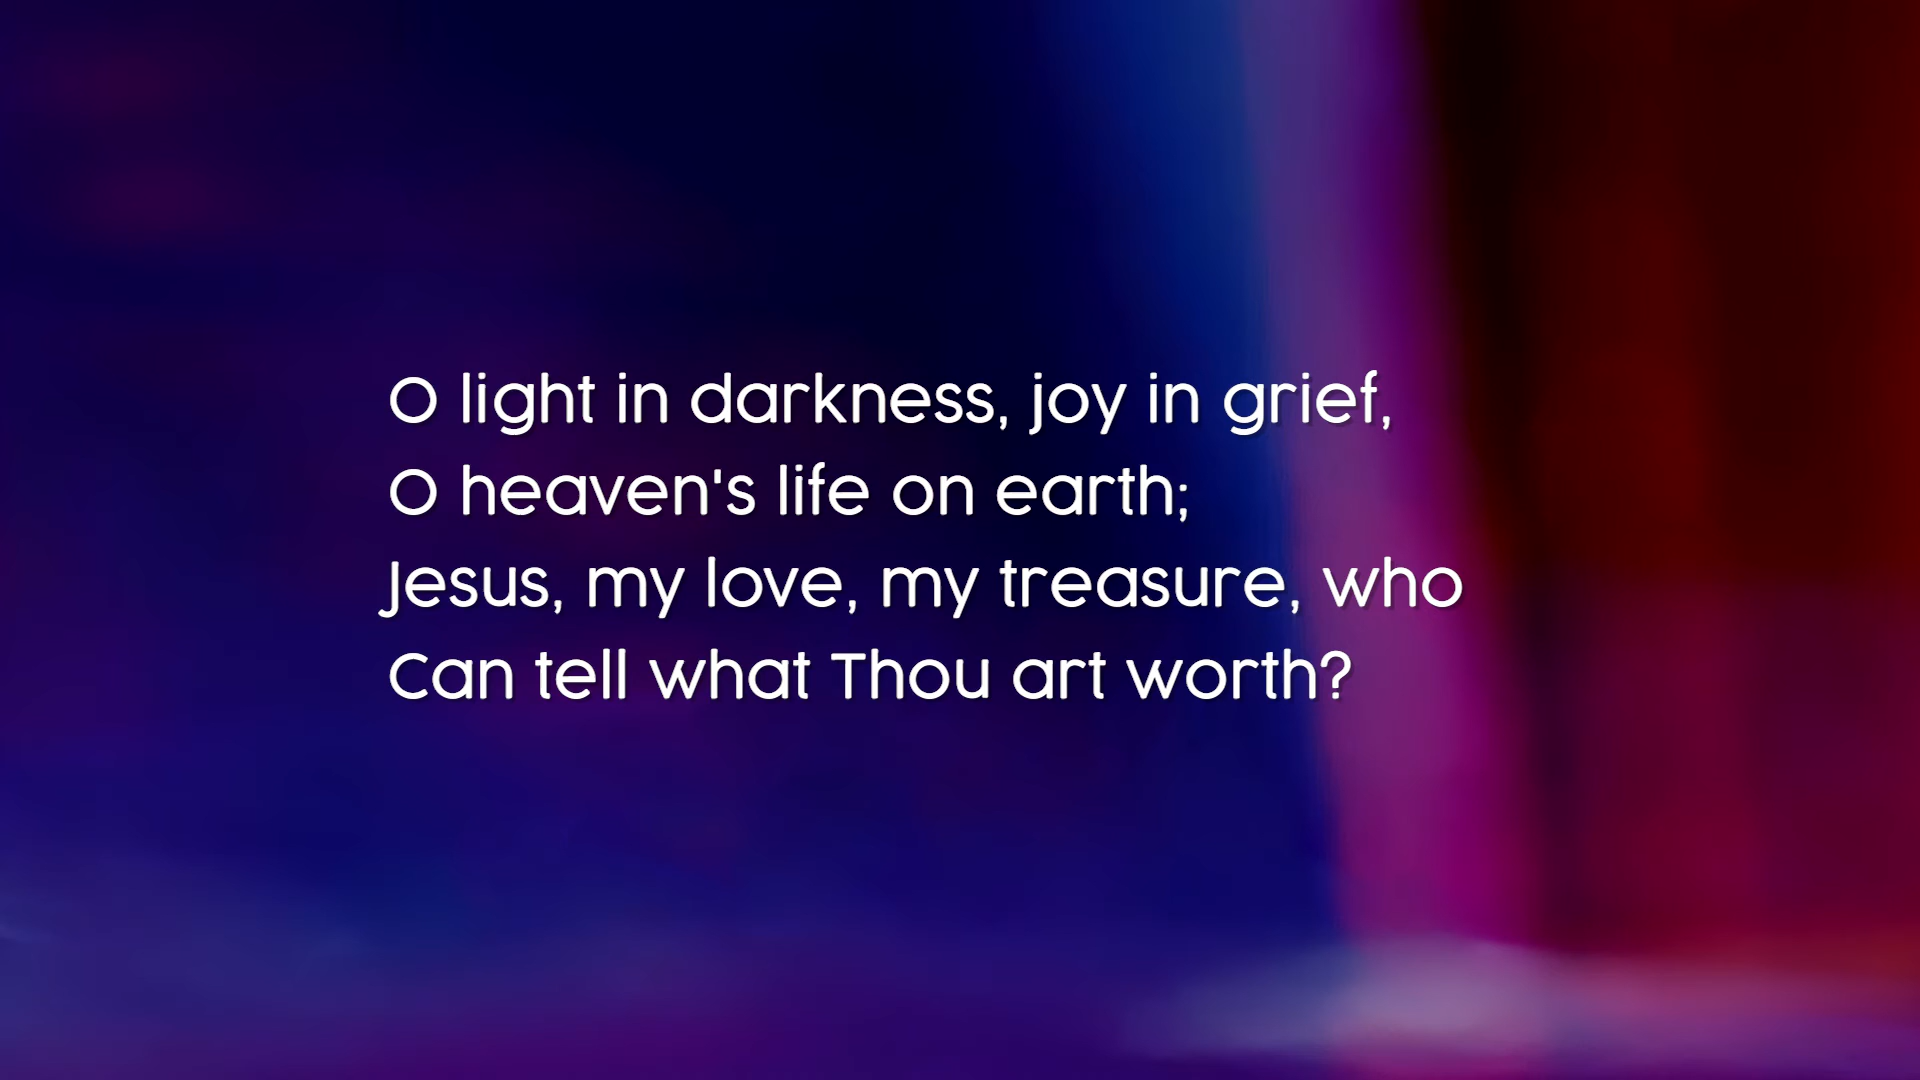 O light in darkness, joy in grief,
O heaven's life on earth;
Jesus, my love, my treasure, who
Can tell what Thou art worth?